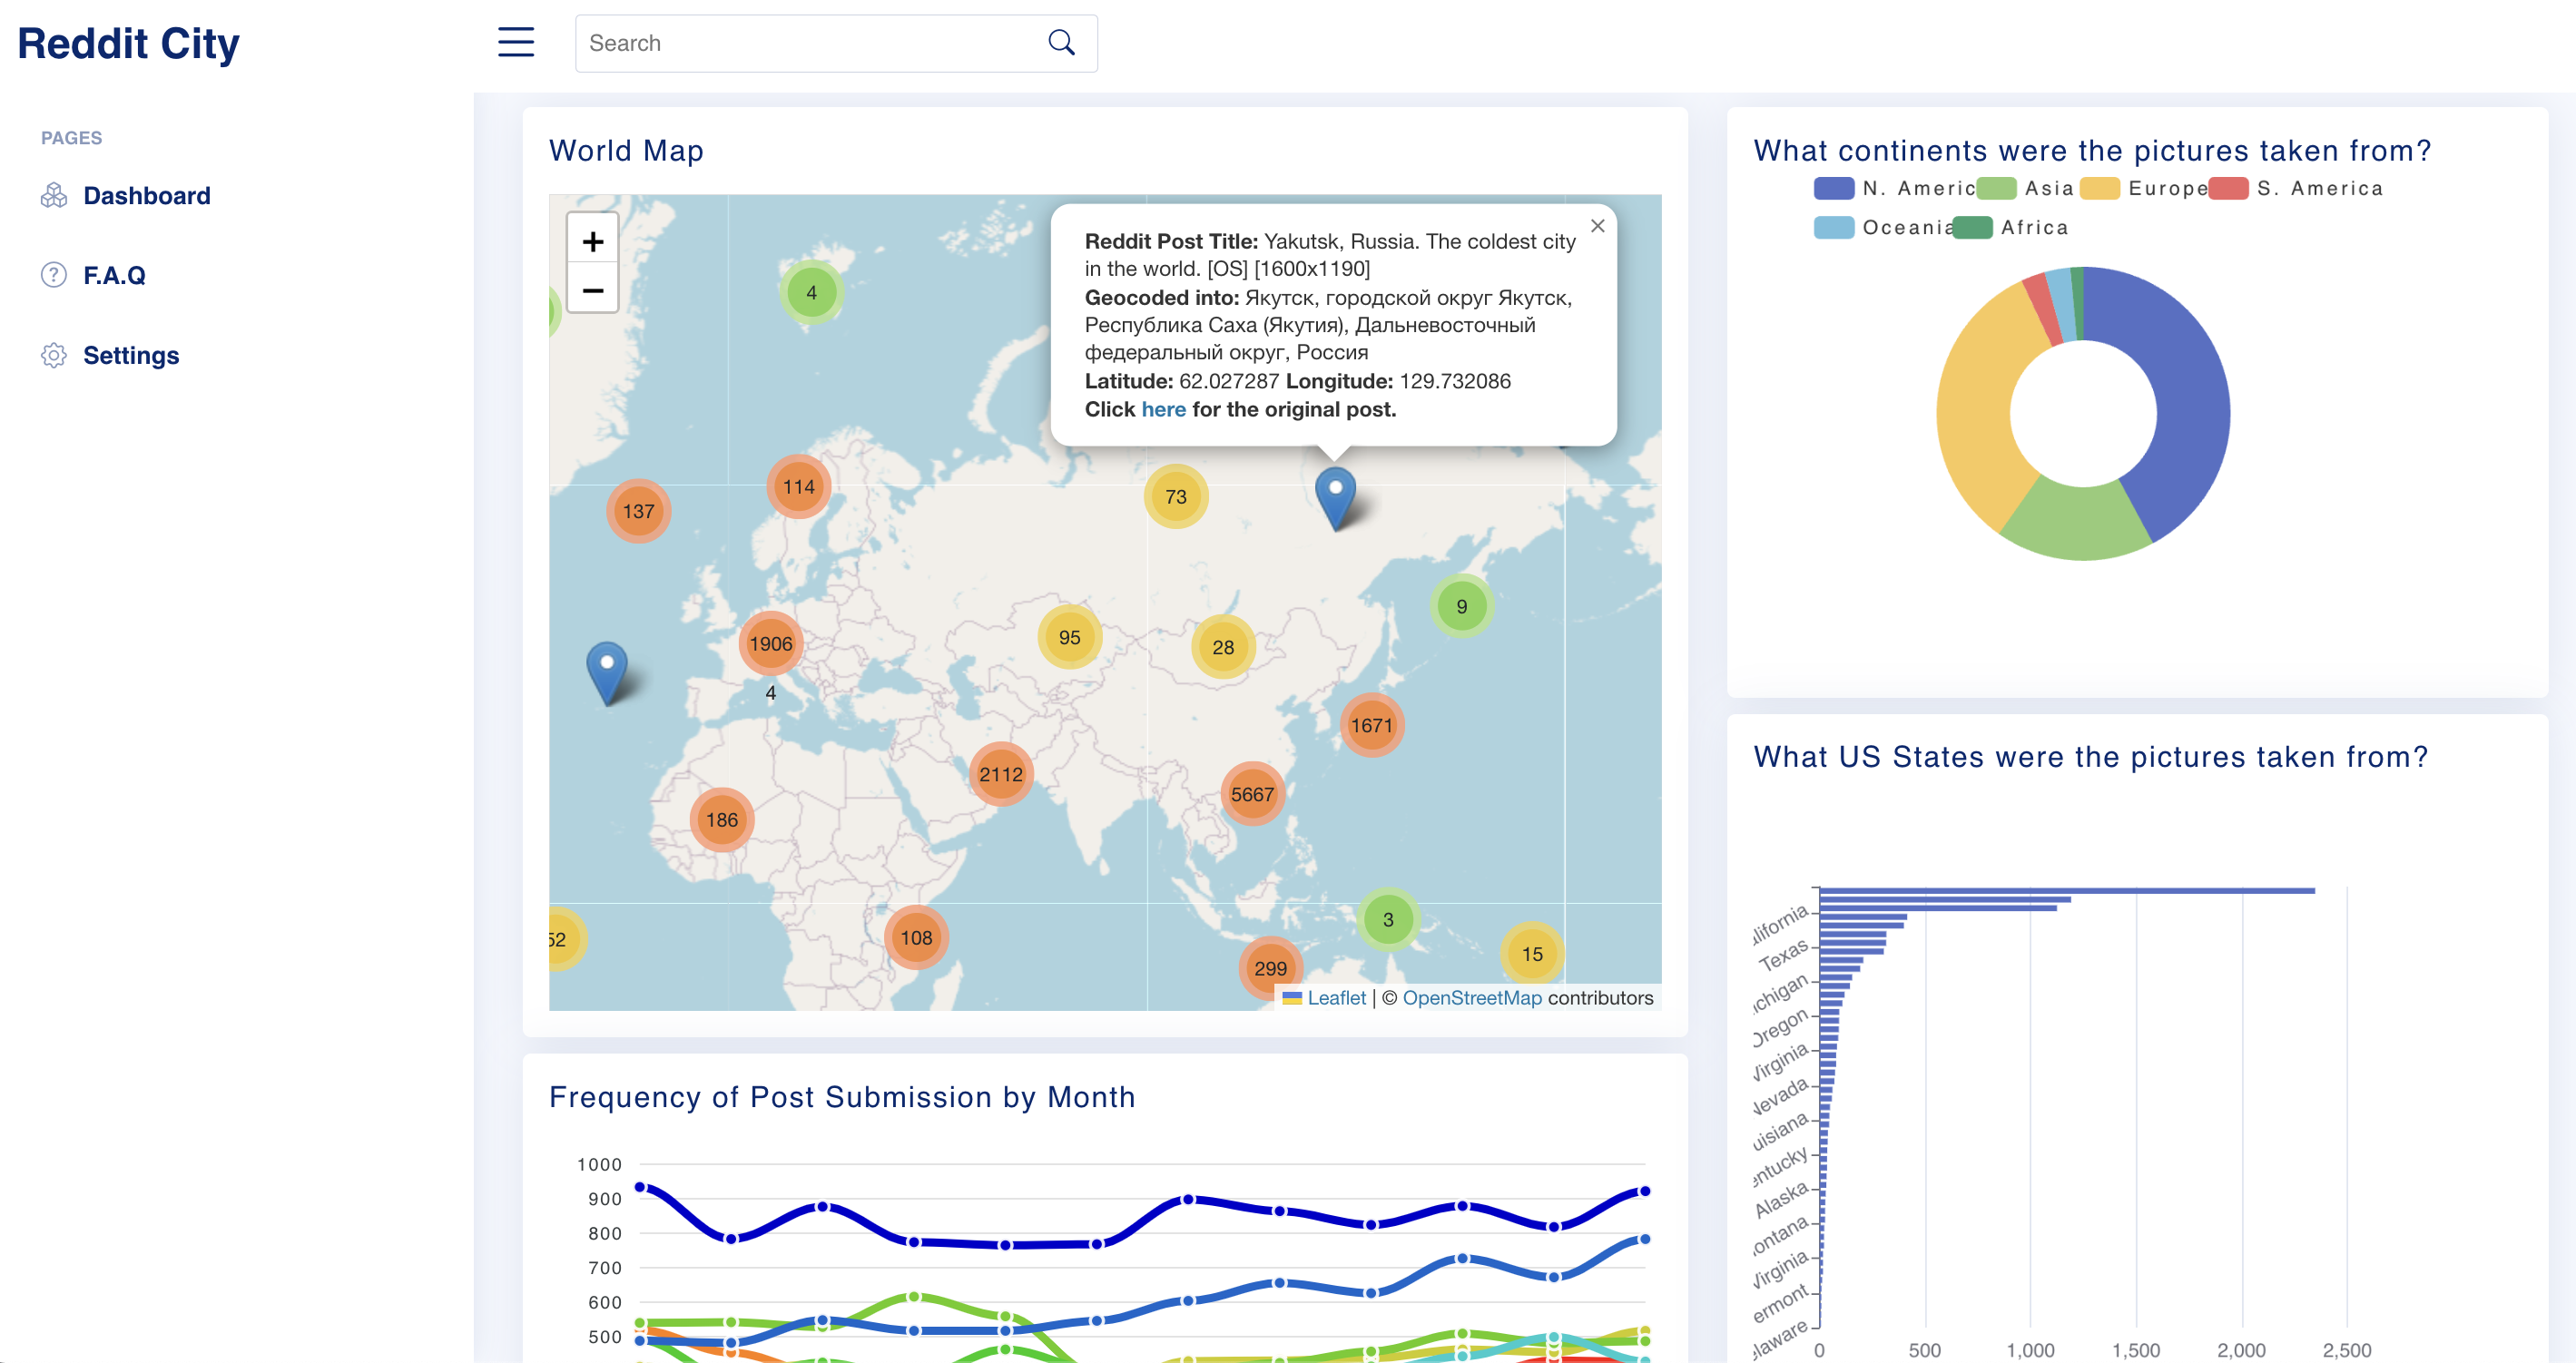 Reddit City
Search
PAGES
Dashboard
F.A.Q
Settings
World Map
+
−
Reddit Post Title: Yakutsk, Russia. The coldest city
in the world. [OS] [1600x1190]
Geocoded into: Якутск, городской округ Якутск,
Республика Саха (Якутия), Дальневосточный
федеральный округ, Россия
Latitude: 62.027287 Longitude: 129.732086
Click here for the original post.
×
4
114
137
73
9
1906
4
95
28
1671
2112
5667
186
3
108
52
299
15
Leaflet | © OpenStreetMap contributors
Frequency of Post Submission by Month
1000
900
800
700
600
500
What continents were the pictures taken from?
N. Americ Asia Europe S. America
Oceania Africa
What US States were the pictures taken from?
alifornia
Texas
ichigan
Oregon
Virginia
Nevada
uisiana
entucky
Alaska
ontana
Virginia
ermont
elaware
0 500 1,000 1,500 2,000 2,500